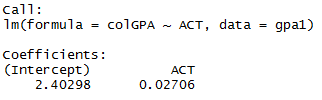 Call:
lm(formula = colGPA ~ ACT, data = gpa1)
Coefficients:
(Intercept) ACT
2.40298 0.02706